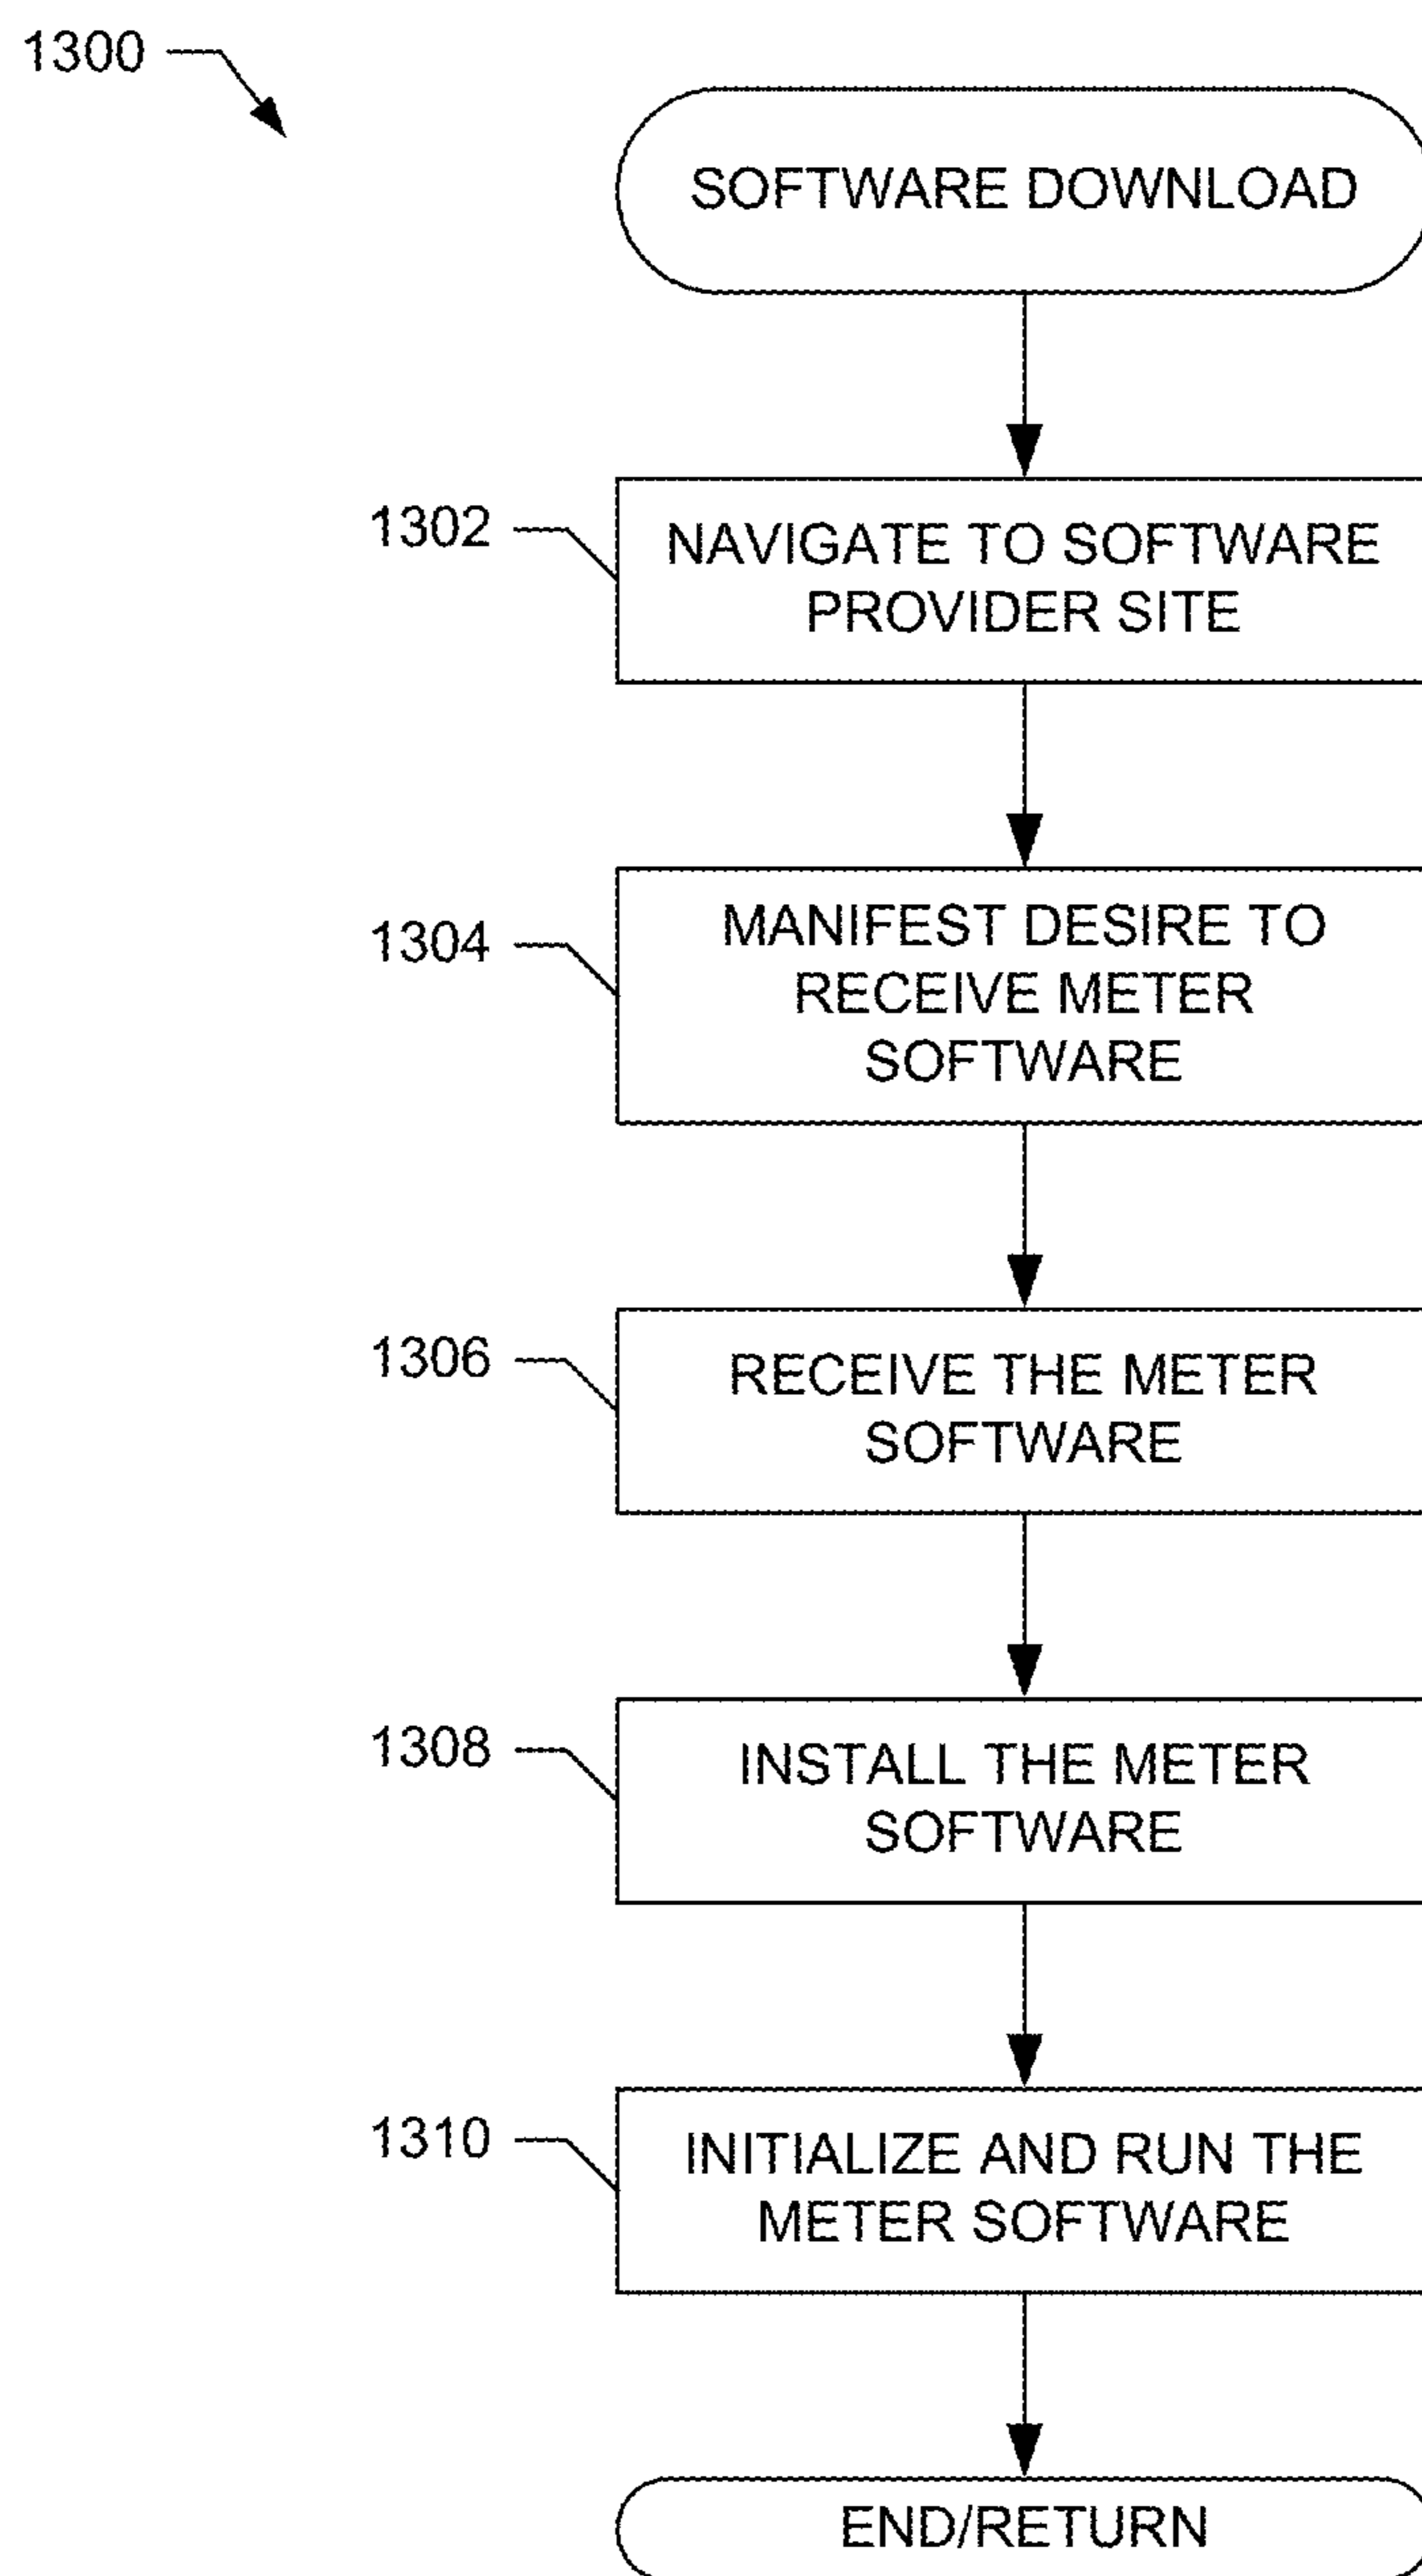 1300
SOFTWARE DOWNLOAD
1302
NAVIGATE TO SOFTWARE
PROVIDER SITE
1304
MANIFEST DESIRE TO
RECEIVE METER
SOFTWARE
1306
RECEIVE THE METER
SOFTWARE
1308
INSTALL THE METER
SOFTWARE
1310
INITIALIZE AND RUN THE
METER SOFTWARE
END/RETURN